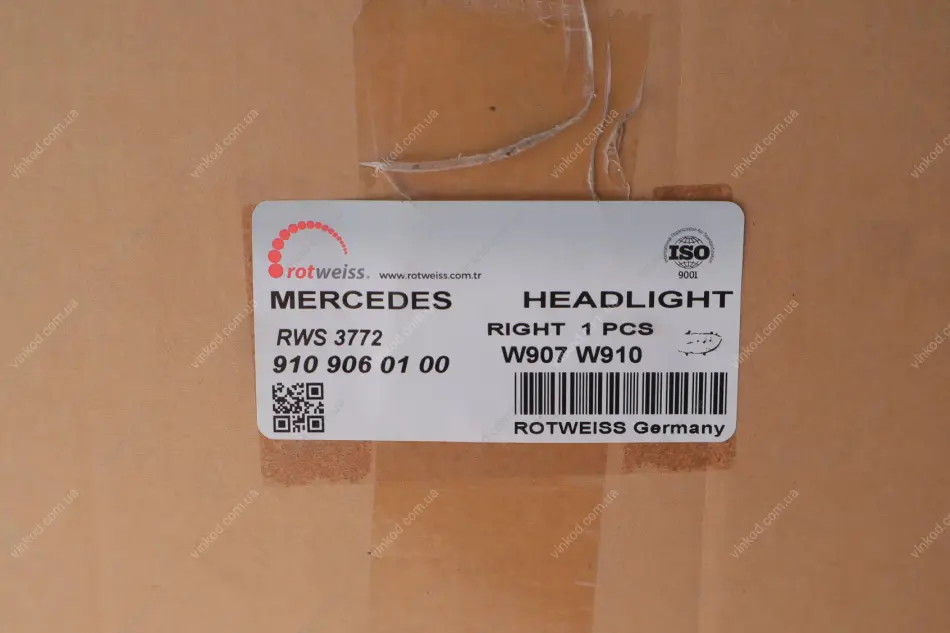 rotweiss. www.rotweiss.com.tr
ISO
9001
MERCEDES HEADLIGHT
RWS 3772 RIGHT 1 PCS
910 906 01 00 W907 W910
ROTWEISS Germany
vinkod.com.ua